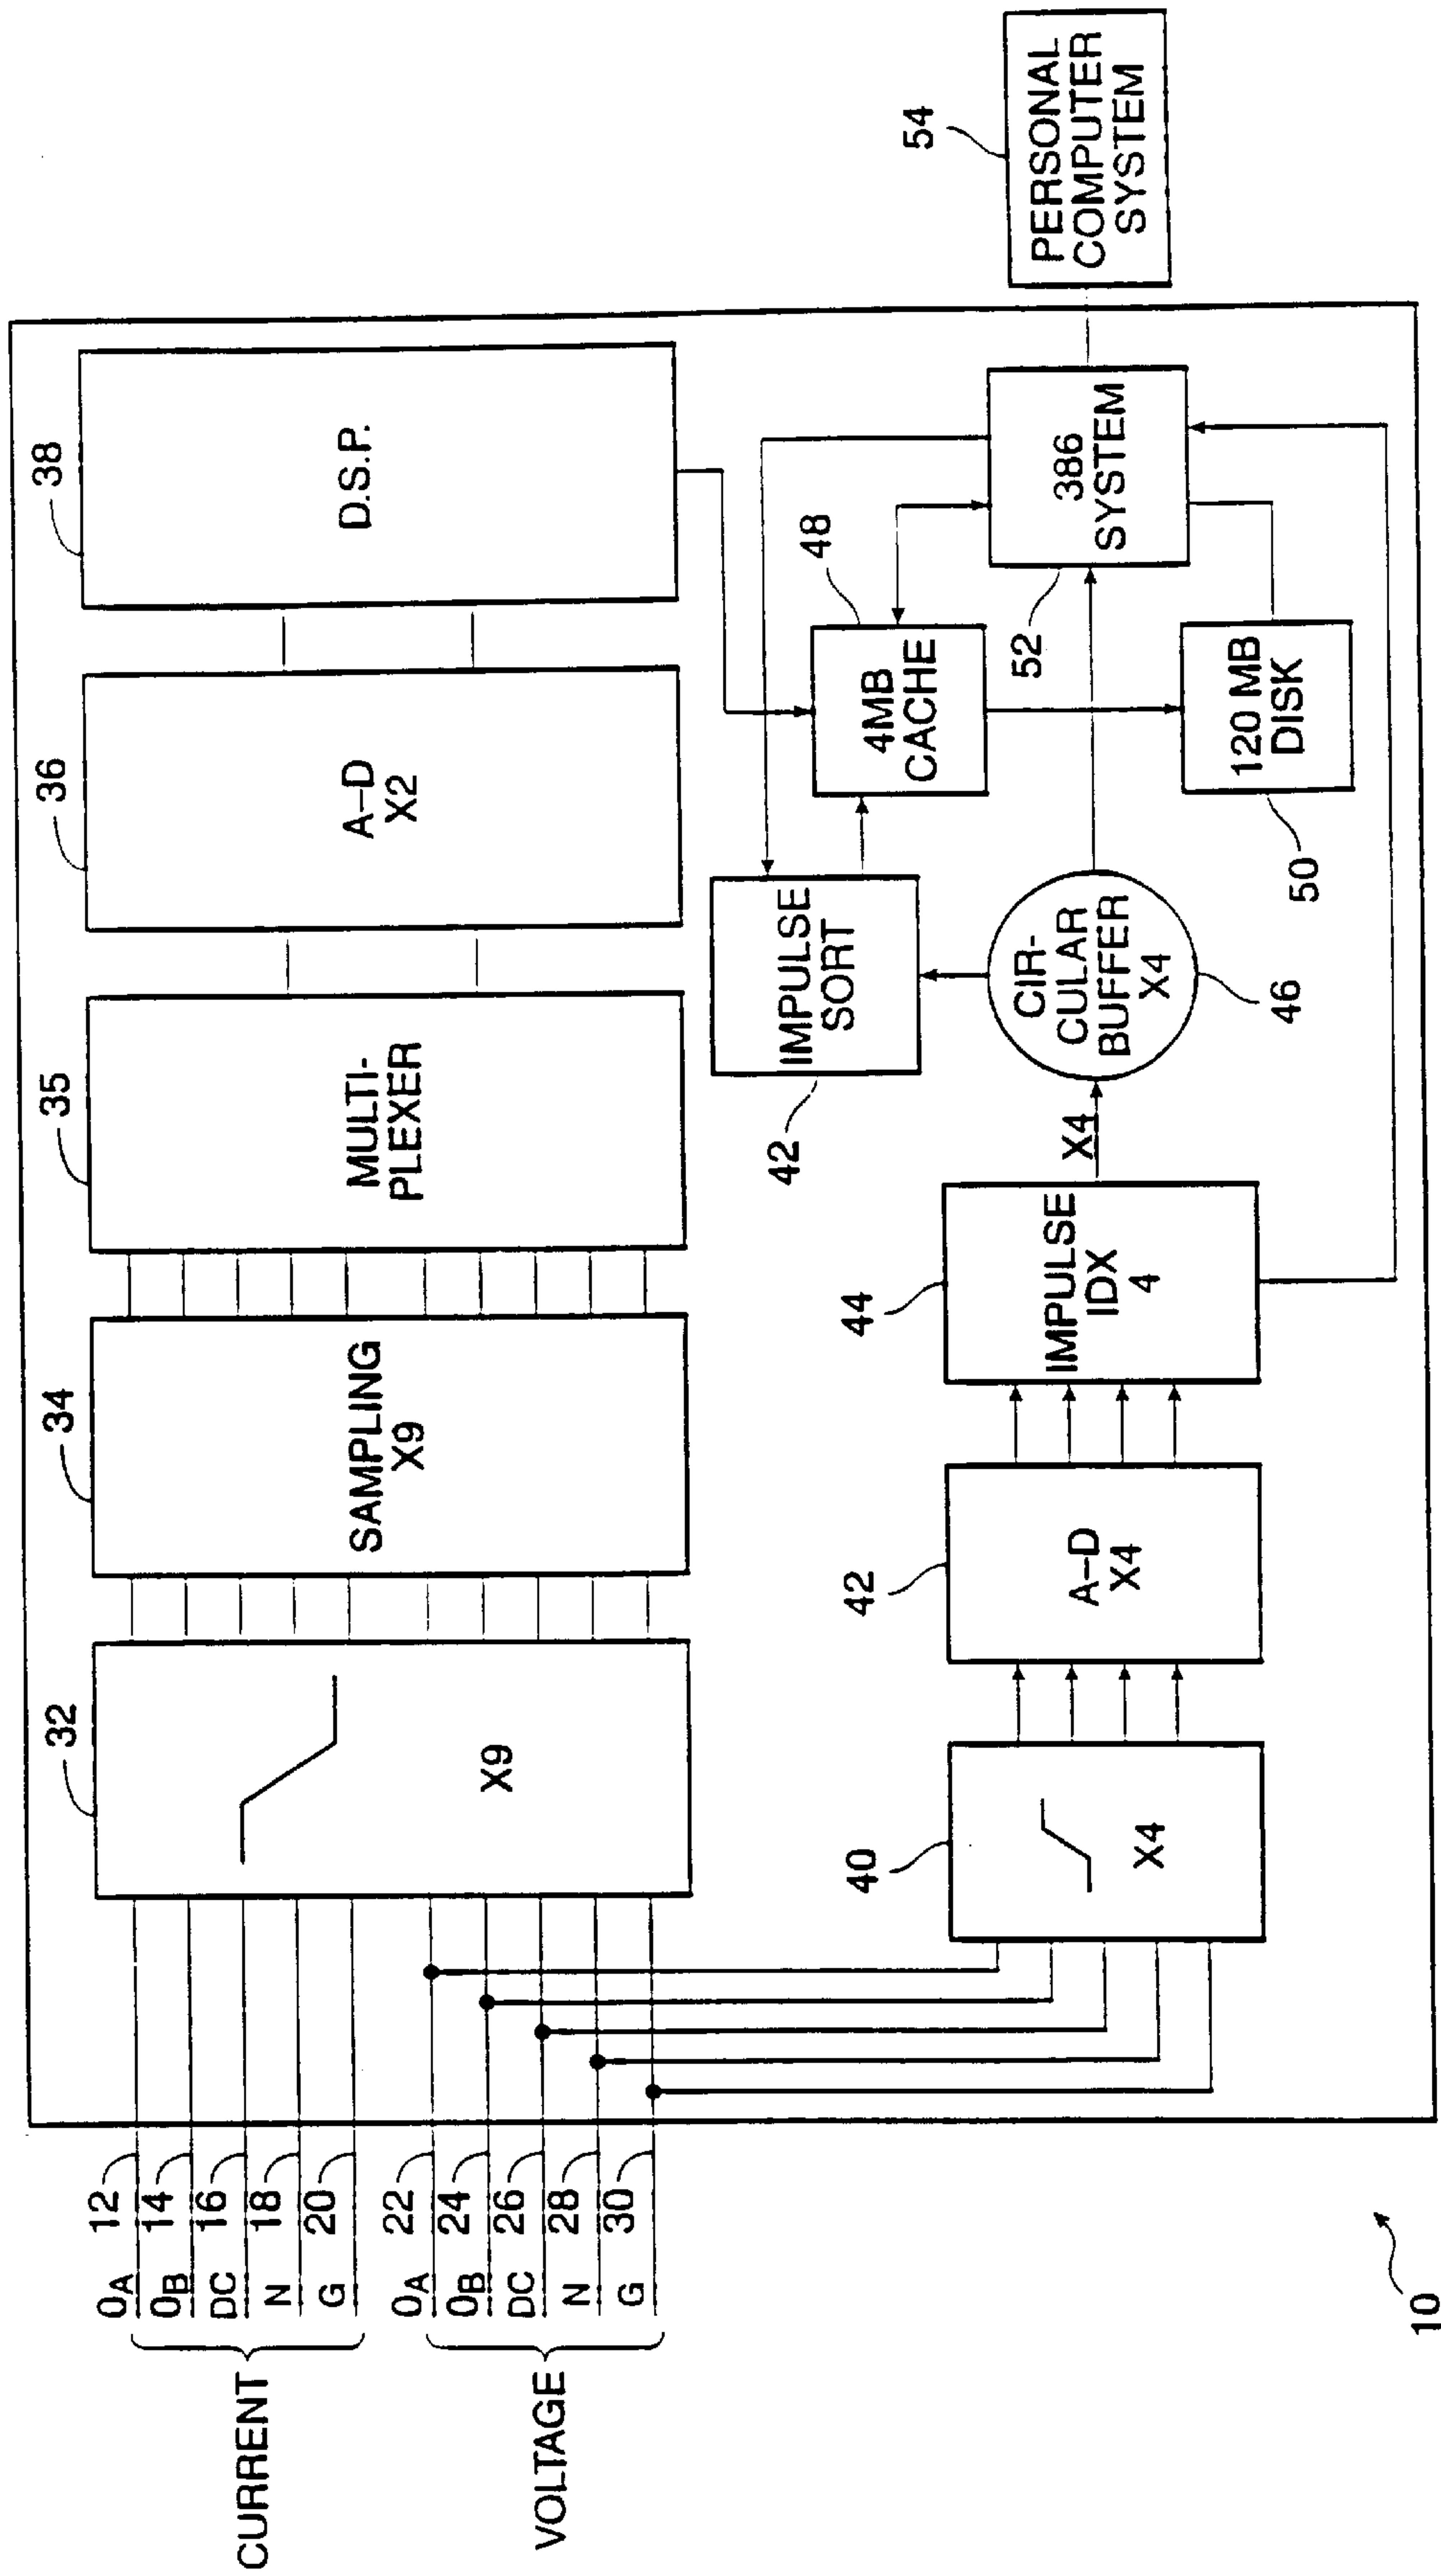 CURRENT
0A 12
0B 14
DC 16
N 18
G 20
VOLTAGE
0A 22
0B 24
DC 26
N 28
G 30
32
X9
34
SAMPLING
X9
35
MULTI-
PLEXER
36
A-D
X2
38
D.S.P.
40
X4
42
A-D
X4
44
IMPULSE
IDX
4
X4
CIR-
CULAR
BUFFER
X4
46
42
IMPULSE
SORT
48
4MB
CACHE
120 MB
DISK
50
52
386
SYSTEM
54
PERSONAL
COMPUTER
SYSTEM
10